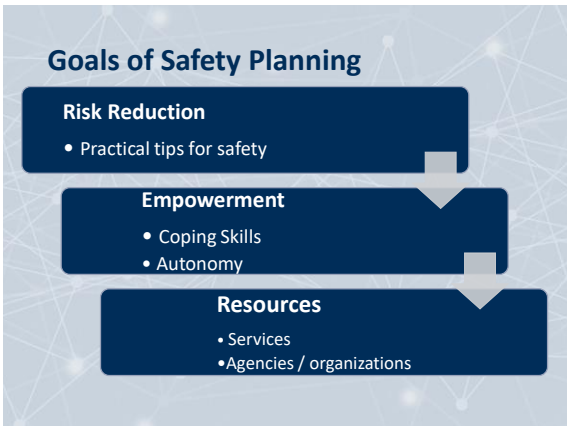 Goals of Safety Planning
Risk Reduction
• Practical tips for safety
Empowerment
• Coping Skills
• Autonomy
Resources
• Services
•Agencies / organizations